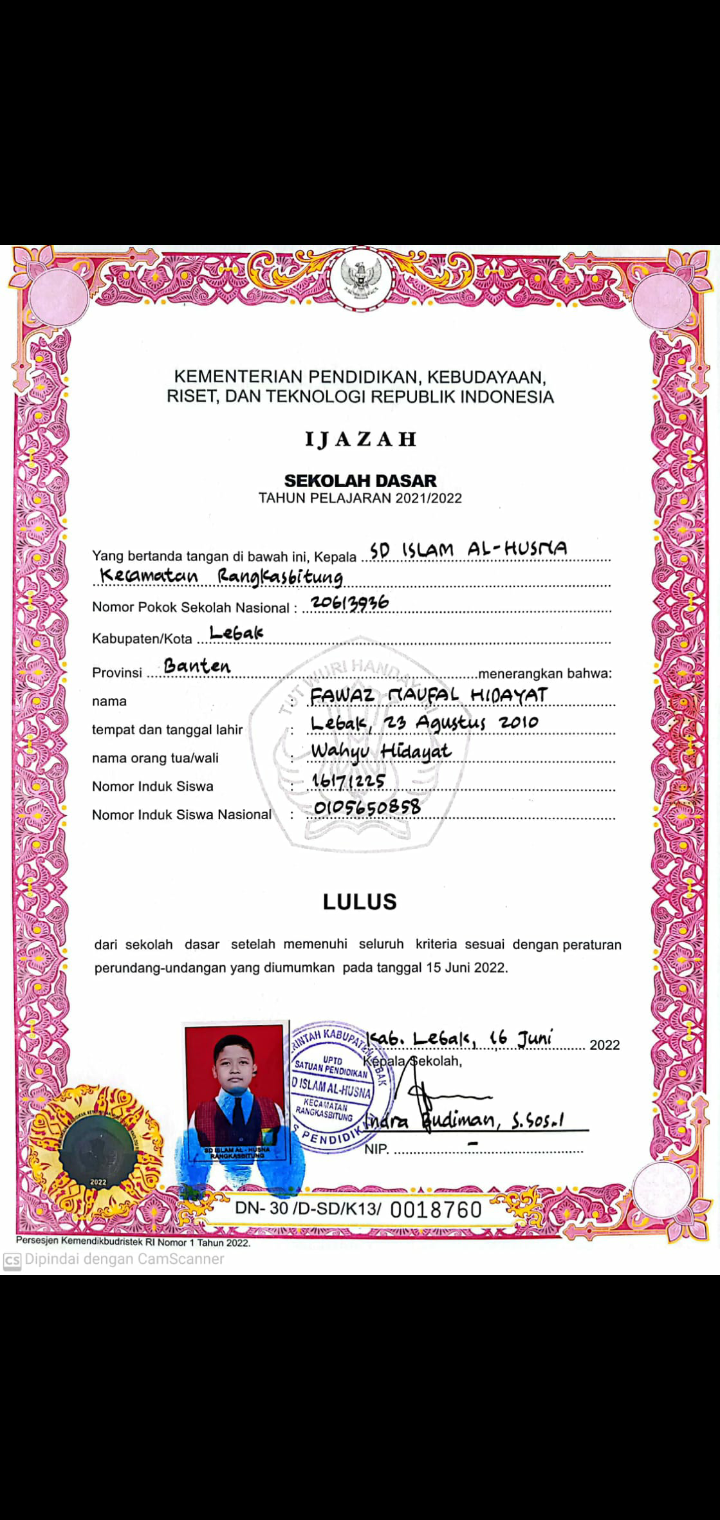 KEMENTERIAN PENDIDIKAN, KEBUDAYAAN,
RISET, DAN TEKNOLOGI REPUBLIK INDONESIA
IJAZAH
SEKOLAH DASAR
TAHUN PELAJARAN 2021/2022
Yang bertanda tangan di bawah ini, Kepala SD ISLAM AL-HUSNA
Kecamatan Rangkasbitung
Nomor Pokok Sekolah Nasional : 20613936
Kabupaten/Kota Lebak
Provinsi Banten menerangkan bahwa:
nama : FAWAZ NAUFAL HIDAYAT
tempat dan tanggal lahir : Lebak, 23 Agustus 2010
nama orang tua/wali : Wahyu Hidayat
Nomor Induk Siswa : 16171225
Nomor Induk Siswa Nasional : 0105650858
TUT WURI HANDAYANI
LULUS
dari sekolah dasar setelah memenuhi seluruh kriteria sesuai dengan peraturan
perundang-undangan yang diumumkan pada tanggal 15 Juni 2022.
Kab. Lebak, 16 Juni 2022
Kepala Sekolah,
UPTD
SATUAN PENDIDIKAN
SD ISLAM AL-HUSNA
KECAMATAN
RANGKASBITUNG
Indra Budiman, S.Sos.I
NIP. -
SD ISLAM AL - HUSNA
RANGKASBITUNG
2022
DN- 30 /D-SD/K13/ 0018760
Persesjen Kemendikbudristek RI Nomor 1 Tahun 2022.
CS Dipindai dengan CamScanner